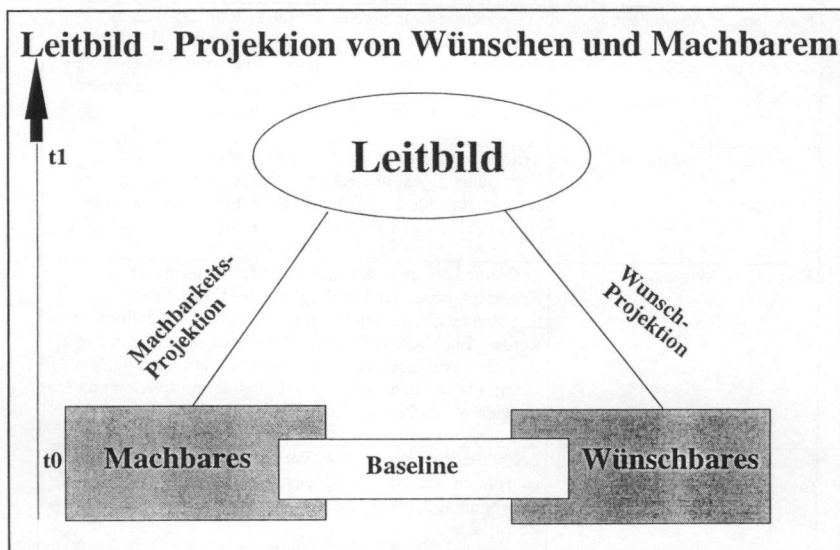 Leitbild - Projektion von Wünschen und Machbarem
t1
Leitbild
Machbarkeits-
Projektion
Wunsch-
Projektion
t0
Machbares
Baseline
Wünschbares